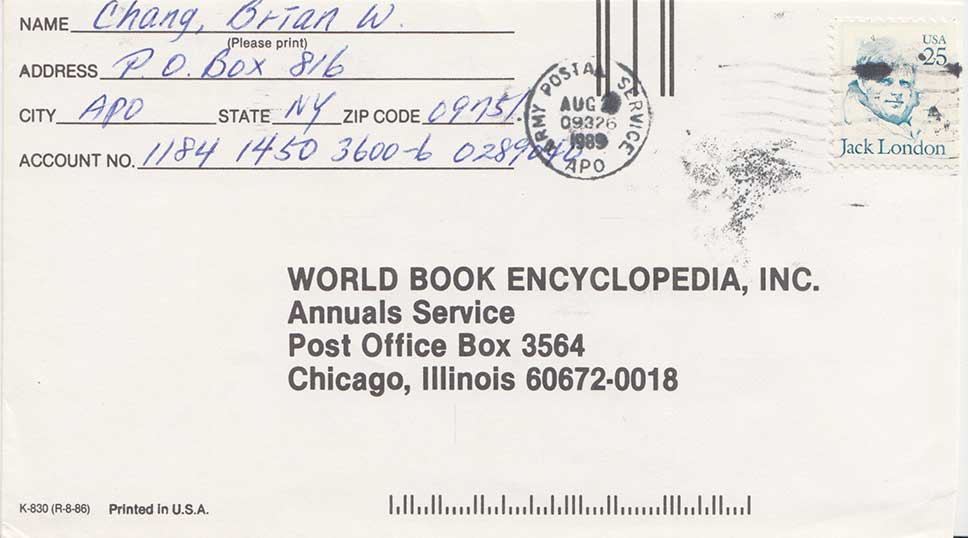 NAME Chang, Brian W.
(Please print)
ADDRESS P.O. Box 816
CITY APO STATE NY ZIP CODE 09751
ACCOUNT NO. 1184 1450 3600-6
ARMY POSTAL SERVICE
AUG
09326
1989
APO
USA
25
Jack London
WORLD BOOK ENCYCLOPEDIA, INC.
Annuals Service
Post Office Box 3564
Chicago, Illinois 60672-0018
K-830 (R-8-86) Printed in U.S.A.